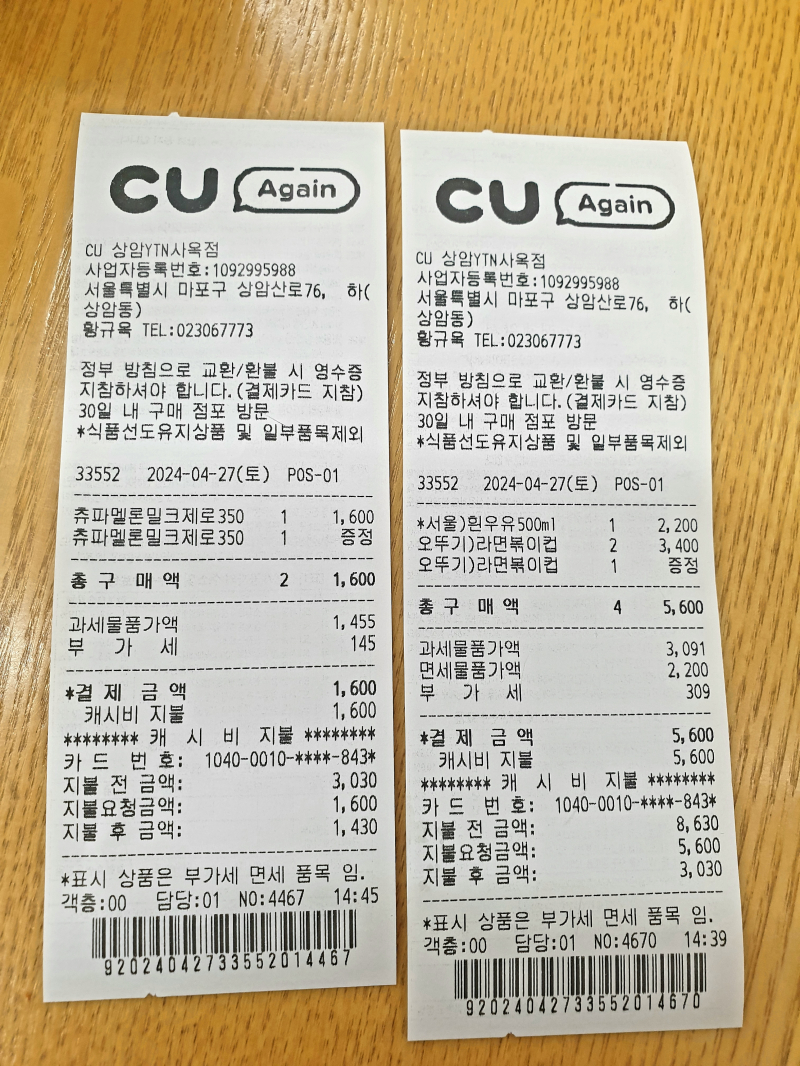 CU Again
CU 상암YTN사옥점
사업자등록번호:1092995988
서울특별시 마포구 상암산로76, 하(
상암동)
황규옥 TEL:023067773
정부 방침으로 교환/환불 시 영수증
지참하셔야 합니다.(결제카드 지참)
30일 내 구매 점포 방문
*식품선도유지상품 및 일부품목제외
33552 2024-04-27(토) POS-01
츄파멜론밀크제로350 1 1,600
츄파멜론밀크제로350 1 증정
총 구 매 액 2 1,600
과세물품가액 1,455
부 가 세 145
*결 제 금 액 1,600
캐시비 지불 1,600
******** 캐 시 비 지불 ********
카 드 번 호: 1040-0010-****-843*
지불 전 금액: 3,030
지불요청금액: 1,600
지불 후 금액: 1,430
*표시 상품은 부가세 면세 품목 임.
객층:00 담당:01 NO:4467 14:45
92024042733552014467
CU Again
CU 상암YTN사옥점
사업자등록번호:1092995988
서울특별시 마포구 상암산로76, 하(
상암동)
황규옥 TEL:023067773
정부 방침으로 교환/환불 시 영수증
지참하셔야 합니다.(결제카드 지참)
30일 내 구매 점포 방문
*식품선도유지상품 및 일부품목제외
33552 2024-04-27(토) POS-01
*서울)흰우유500ml 1 2,200
오뚜기)라면볶이컵 2 3,400
오뚜기)라면볶이컵 1 증정
총 구 매 액 4 5,600
과세물품가액 3,091
면세물품가액 2,200
부 가 세 309
*결 제 금 액 5,600
캐시비 지불 5,600
******** 캐 시 비 지불 ********
카 드 번 호: 1040-0010-****-843*
지불 전 금액: 8,630
지불요청금액: 5,600
지불 후 금액: 3,030
*표시 상품은 부가세 면세 품목 임.
객층:00 담당:01 NO:4670 14:39
92024042733552014670